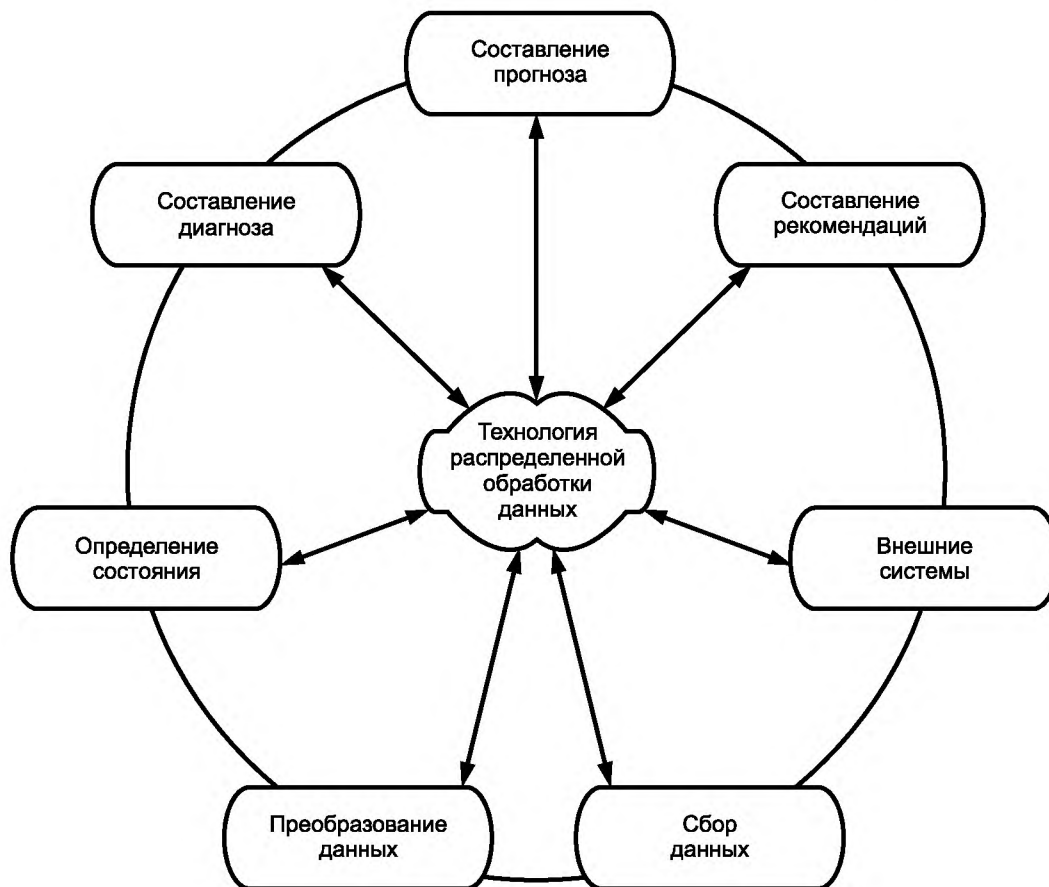 Составление
прогноза
Составление
диагноза
Составление
рекомендаций
Технология
распределенной
обработки
данных
Определение
состояния
Внешние
системы
Преобразование
данных
Сбор
данных